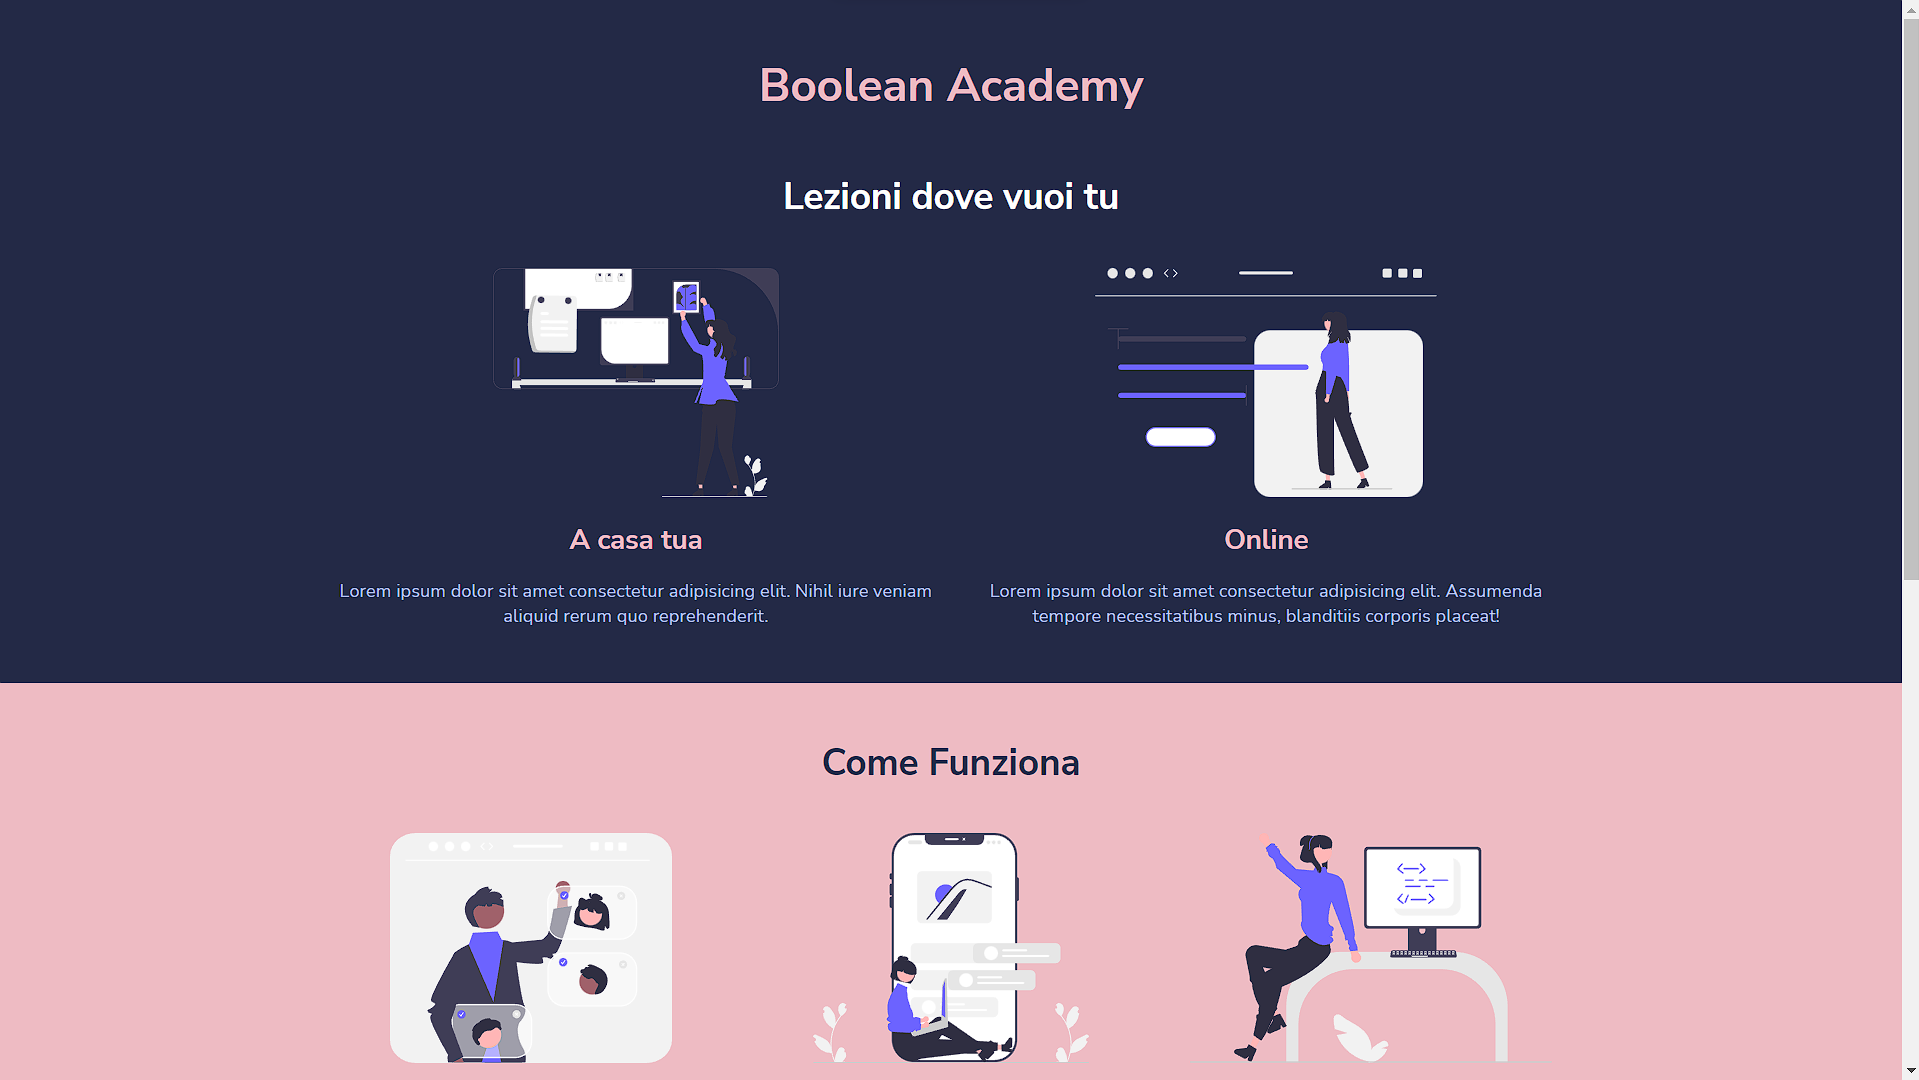 Boolean Academy
Lezioni dove vuoi tu
A casa tua
Lorem ipsum dolor sit amet consectetur adipisicing elit. Nihil iure veniam
aliquid rerum quo reprehenderit.
Online
Lorem ipsum dolor sit amet consectetur adipisicing elit. Assumenda
tempore necessitatibus minus, blanditiis corporis placeat!
Come Funziona